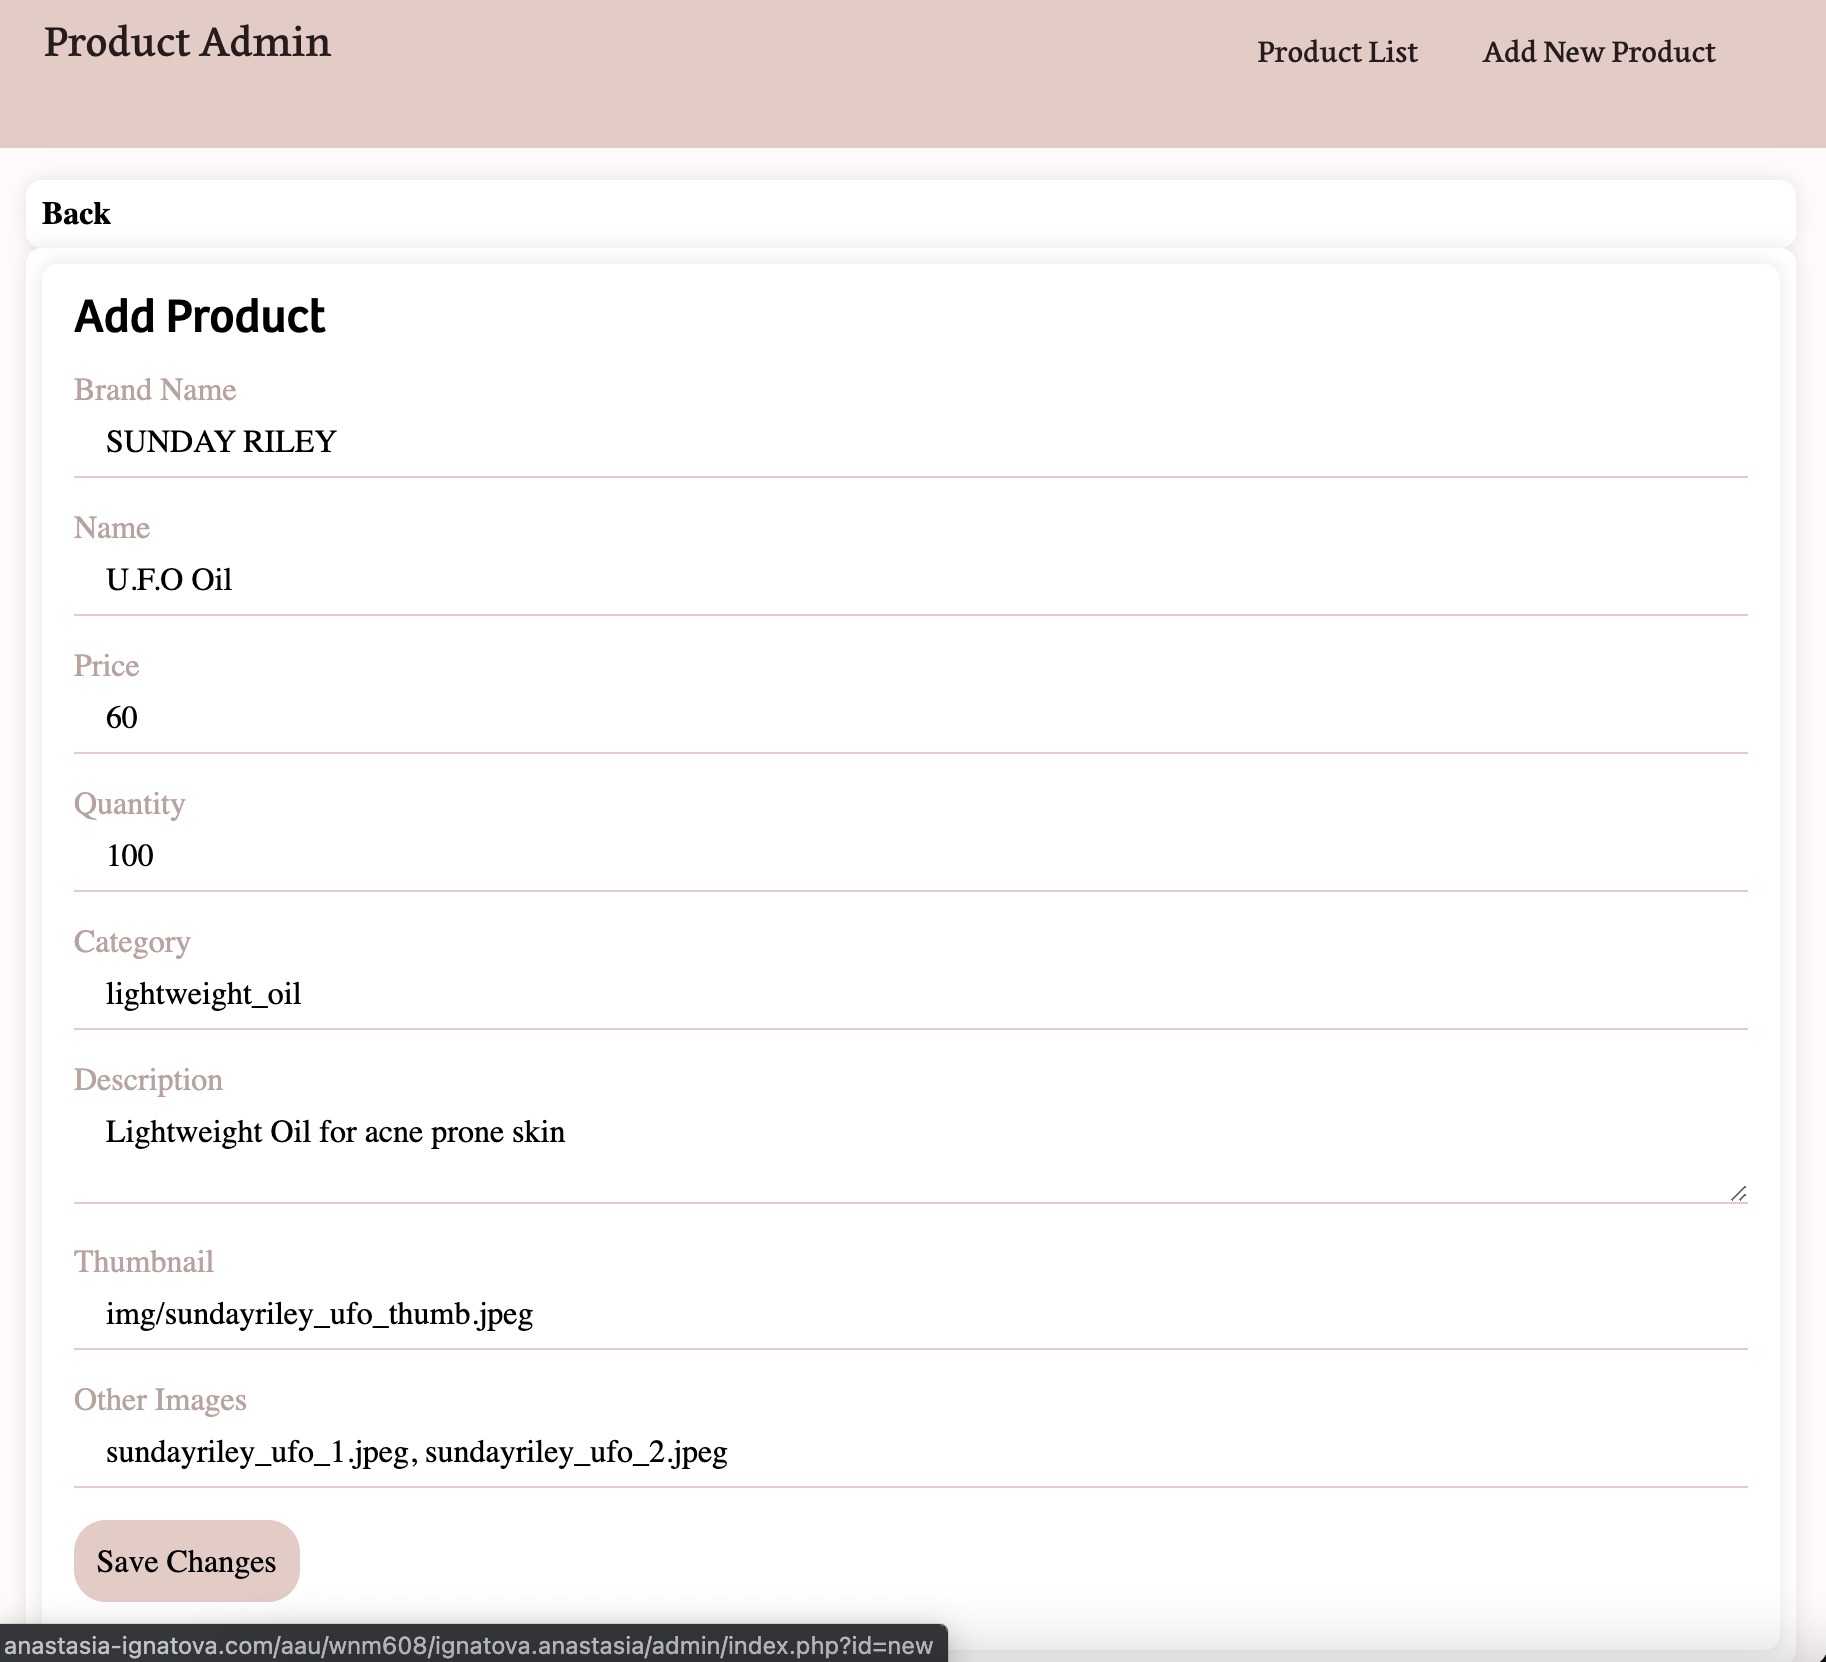 Product Admin
Product List
Add New Product
Back
Add Product
Brand Name
SUNDAY RILEY
Name
U.F.O Oil
Price
60
Quantity
100
Category
lightweight_oil
Description
Lightweight Oil for acne prone skin
Thumbnail
img/sundayriley_ufo_thumb.jpeg
Other Images
sundayriley_ufo_1.jpeg, sundayriley_ufo_2.jpeg
Save Changes
anastasia-ignatova.com/aau/wnm608/ignatova.anastasia/admin/index.php?id=new